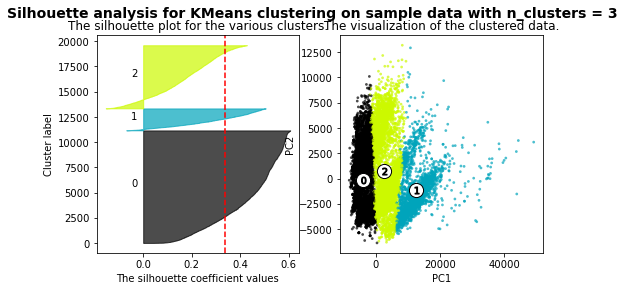 Silhouette analysis for KMeans clustering on sample data with n_clusters = 3
The silhouette plot for the various clusters.
The visualization of the clustered data.
20000
17500
15000
12500
10000
7500
5000
2500
0
Cluster label
2
1
0
0.0 0.2 0.4 0.6
The silhouette coefficient values
12500
10000
7500
5000
2500
0
−2500
−5000
PC2
0
2
1
0 20000 40000
PC1